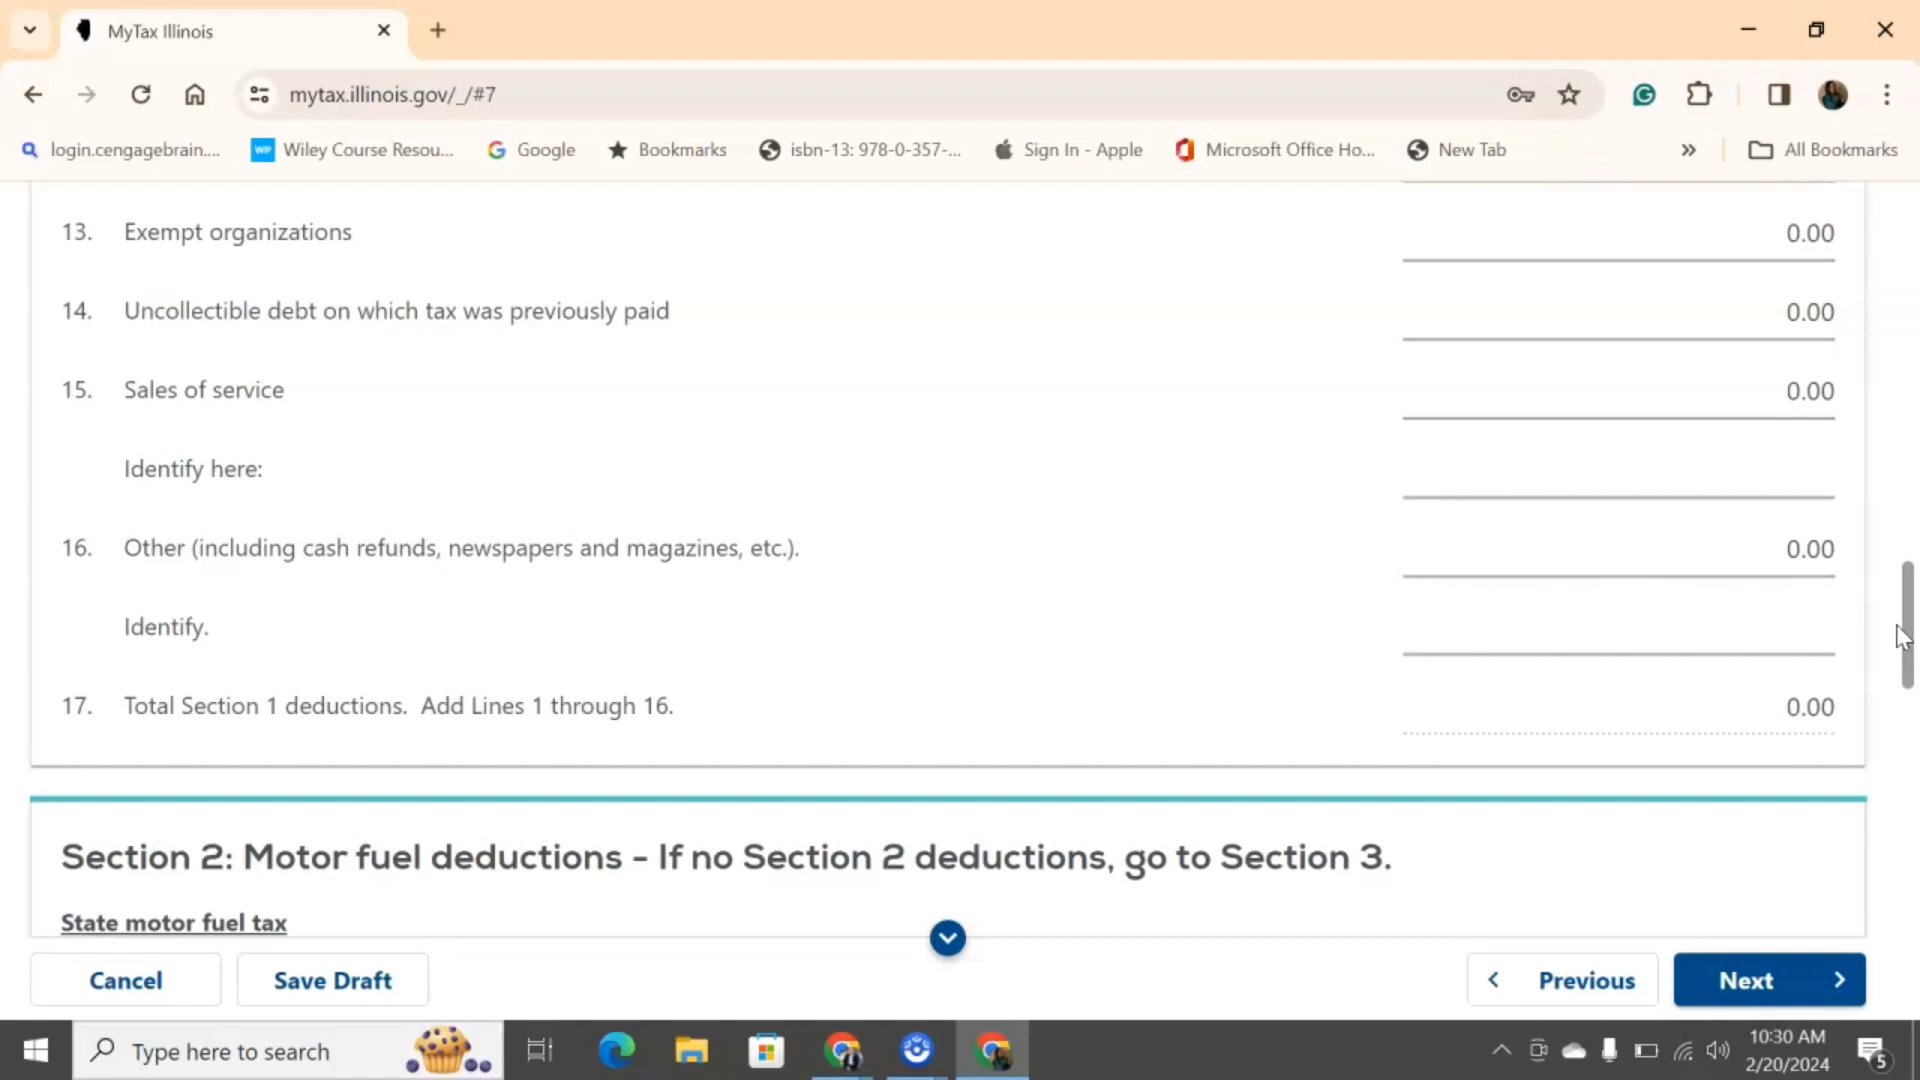 MyTax Illinois
mytax.illinois.gov/_/#7
login.cengagebrain....
WP Wiley Course Resou...
Google
Bookmarks
isbn-13: 978-0-357-...
Sign In - Apple
Microsoft Office Ho...
New Tab
All Bookmarks
13. Exempt organizations 0.00
14. Uncollectible debt on which tax was previously paid 0.00
15. Sales of service 0.00
Identify here:
16. Other (including cash refunds, newspapers and magazines, etc.). 0.00
Identify.
17. Total Section 1 deductions. Add Lines 1 through 16. 0.00
Section 2: Motor fuel deductions - If no Section 2 deductions, go to Section 3.
State motor fuel tax
Cancel
Save Draft
Previous
Next
Type here to search
10:30 AM
2/20/2024
5